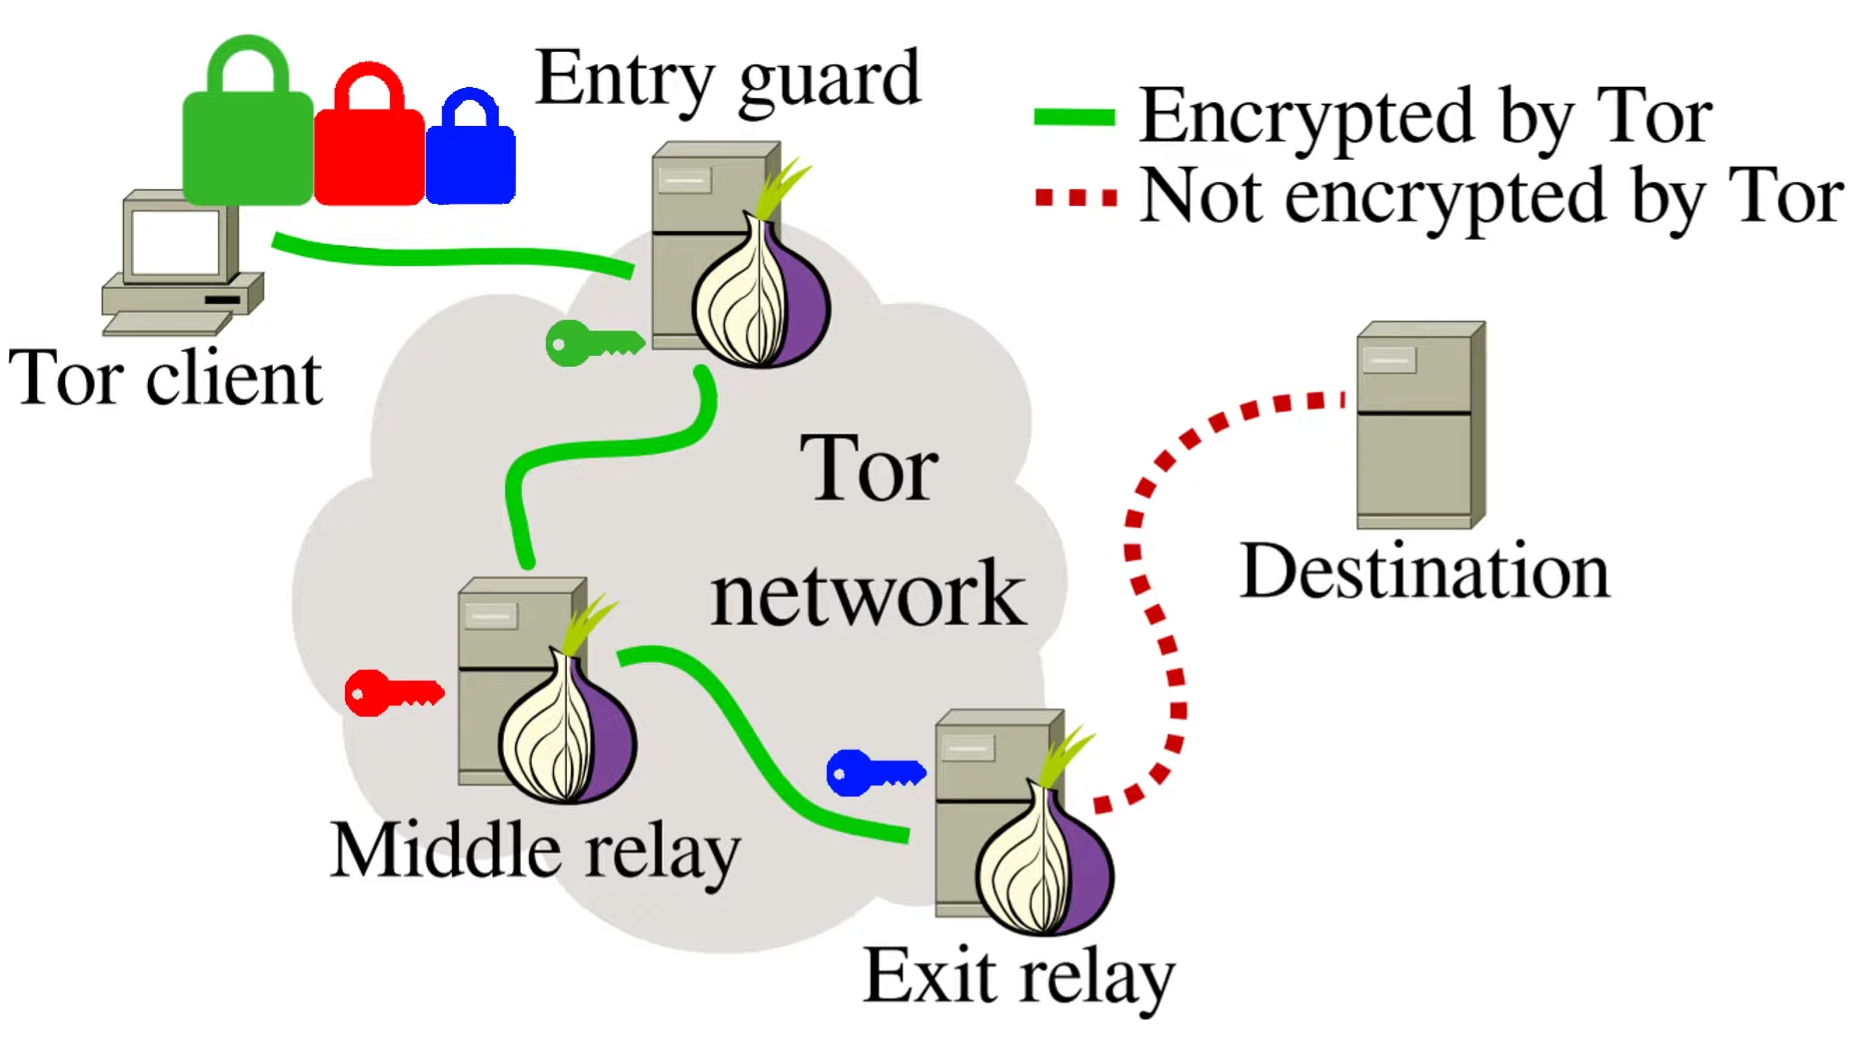 Entry guard
Encrypted by Tor
Not encrypted by Tor
Tor client
Tor
network
Destination
Middle relay
Exit relay